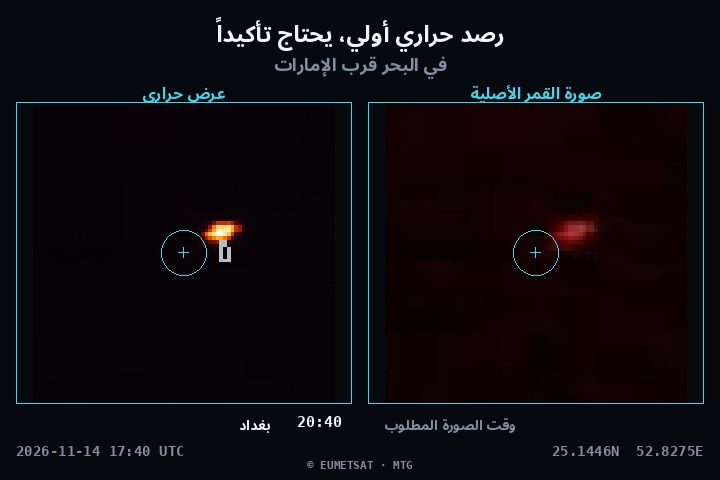 رصد حراري أولي، يحتاج تأكيداً
في البحر قرب الإمارات
صورة القمر الأصلية
عرض حراري
وقت الصورة المطلوب
20:40 بغداد
2026-11-14 17:40 UTC
25.1446N 52.8275E
© EUMETSAT · MTG